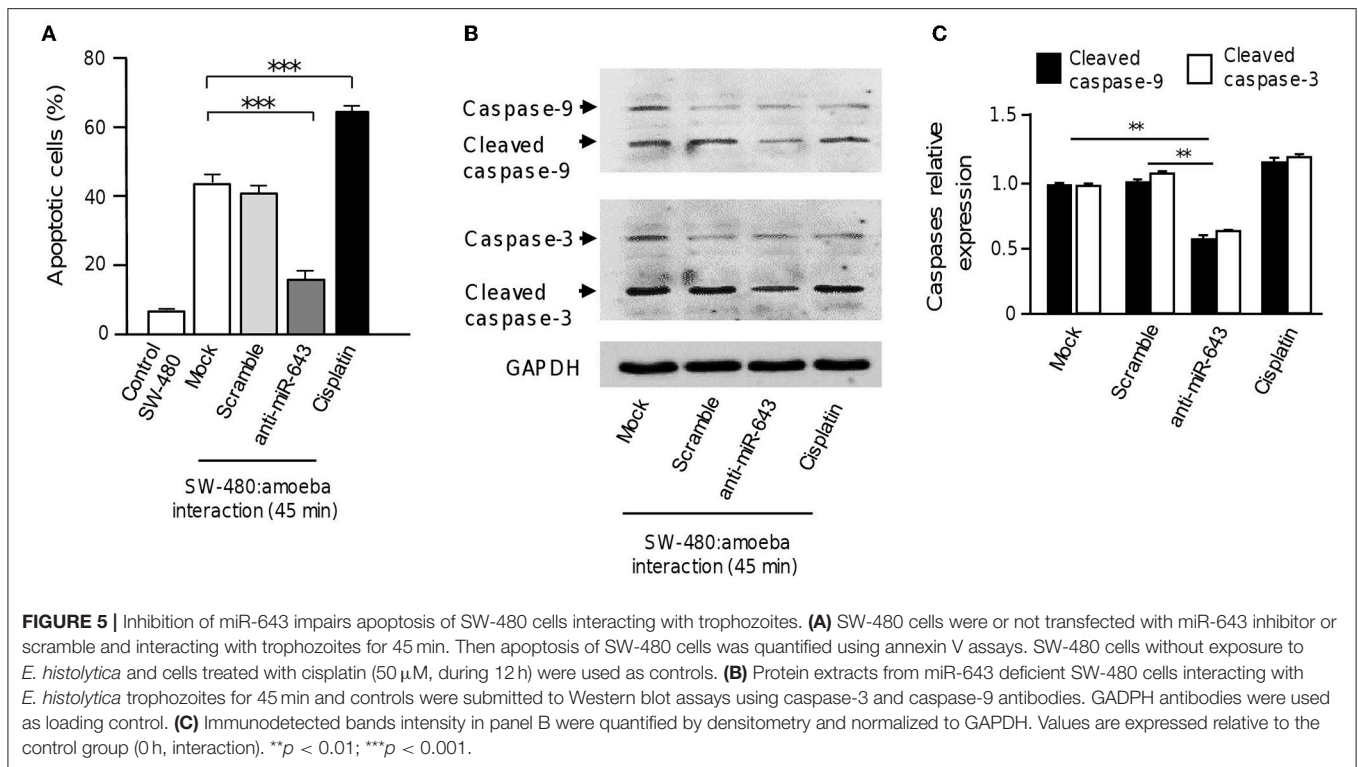 A
Apoptotic cells (%)
80
60
40
20
0
***
***
Control
SW-480
Mock
Scramble
anti-miR-643
Cisplatin
SW-480:amoeba
interaction (45 min)
B
Caspase-9
Cleaved
caspase-9
Caspase-3
Cleaved
caspase-3
GAPDH
Mock
Scramble
anti-miR-643
Cisplatin
SW-480:amoeba
interaction (45 min)
C
Cleaved
caspase-9
Cleaved
caspase-3
Caspases relative
expression
1.5
1.0
0.5
0
**
**
Mock
Scramble
anti-miR-643
Cisplatin
FIGURE 5 | Inhibition of miR-643 impairs apoptosis of SW-480 cells interacting with trophozoites. (A) SW-480 cells were or not transfected with miR-643 inhibitor or
scramble and interacting with trophozoites for 45 min. Then apoptosis of SW-480 cells was quantified using annexin V assays. SW-480 cells without exposure to
E. histolytica and cells treated with cisplatin (50 μM, during 12 h) were used as controls. (B) Protein extracts from miR-643 deficient SW-480 cells interacting with
E. histolytica trophozoites for 45 min and controls were submitted to Western blot assays using caspase-3 and caspase-9 antibodies. GADPH antibodies were used
as loading control. (C) Immunodetected bands intensity in panel B were quantified by densitometry and normalized to GAPDH. Values are expressed relative to the
control group (0 h, interaction). **p < 0.01; ***p < 0.001.